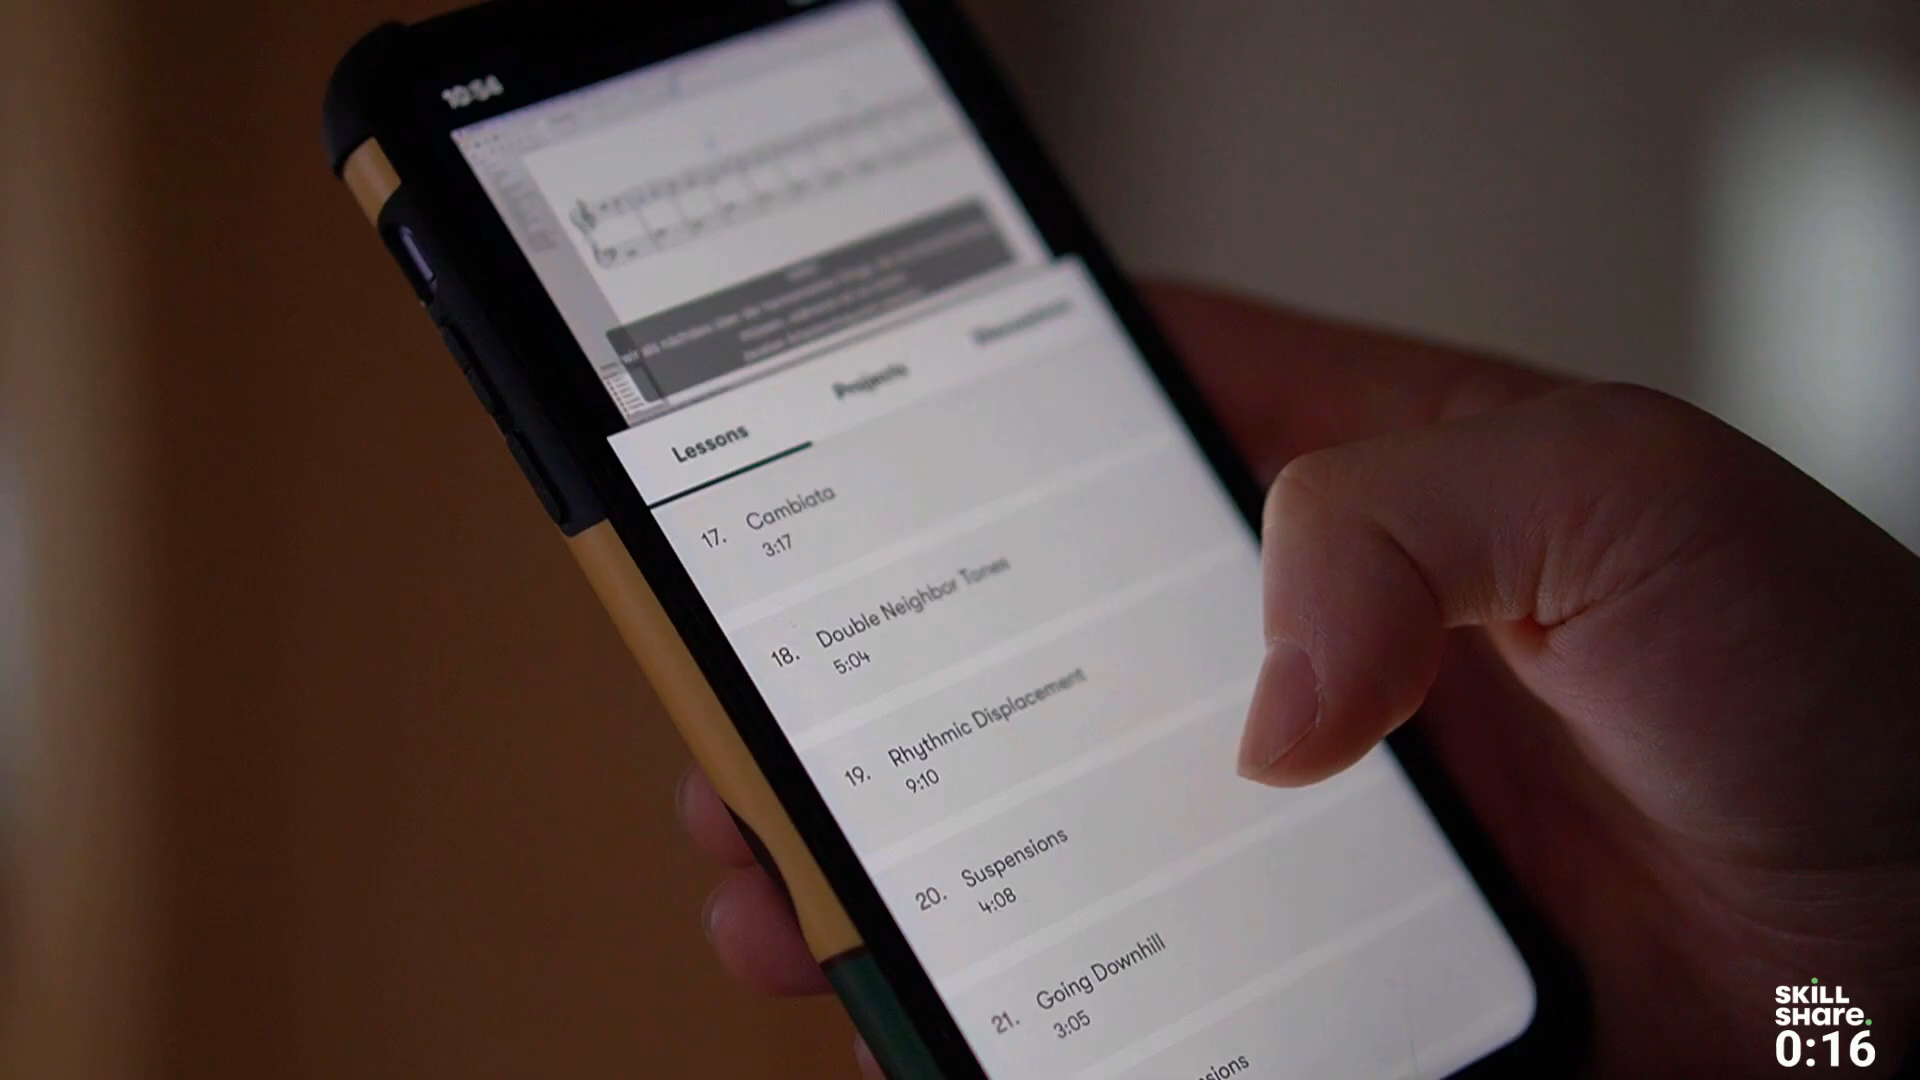 10:54
Lessons
Projects
Discussions
17.
Cambiata
3:17
18.
Double Neighbor Tones
5:04
19.
Rhythmic Displacement
9:10
20.
Suspensions
4:08
21.
Going Downhill
3:05
SKILL
SHare.
0:16